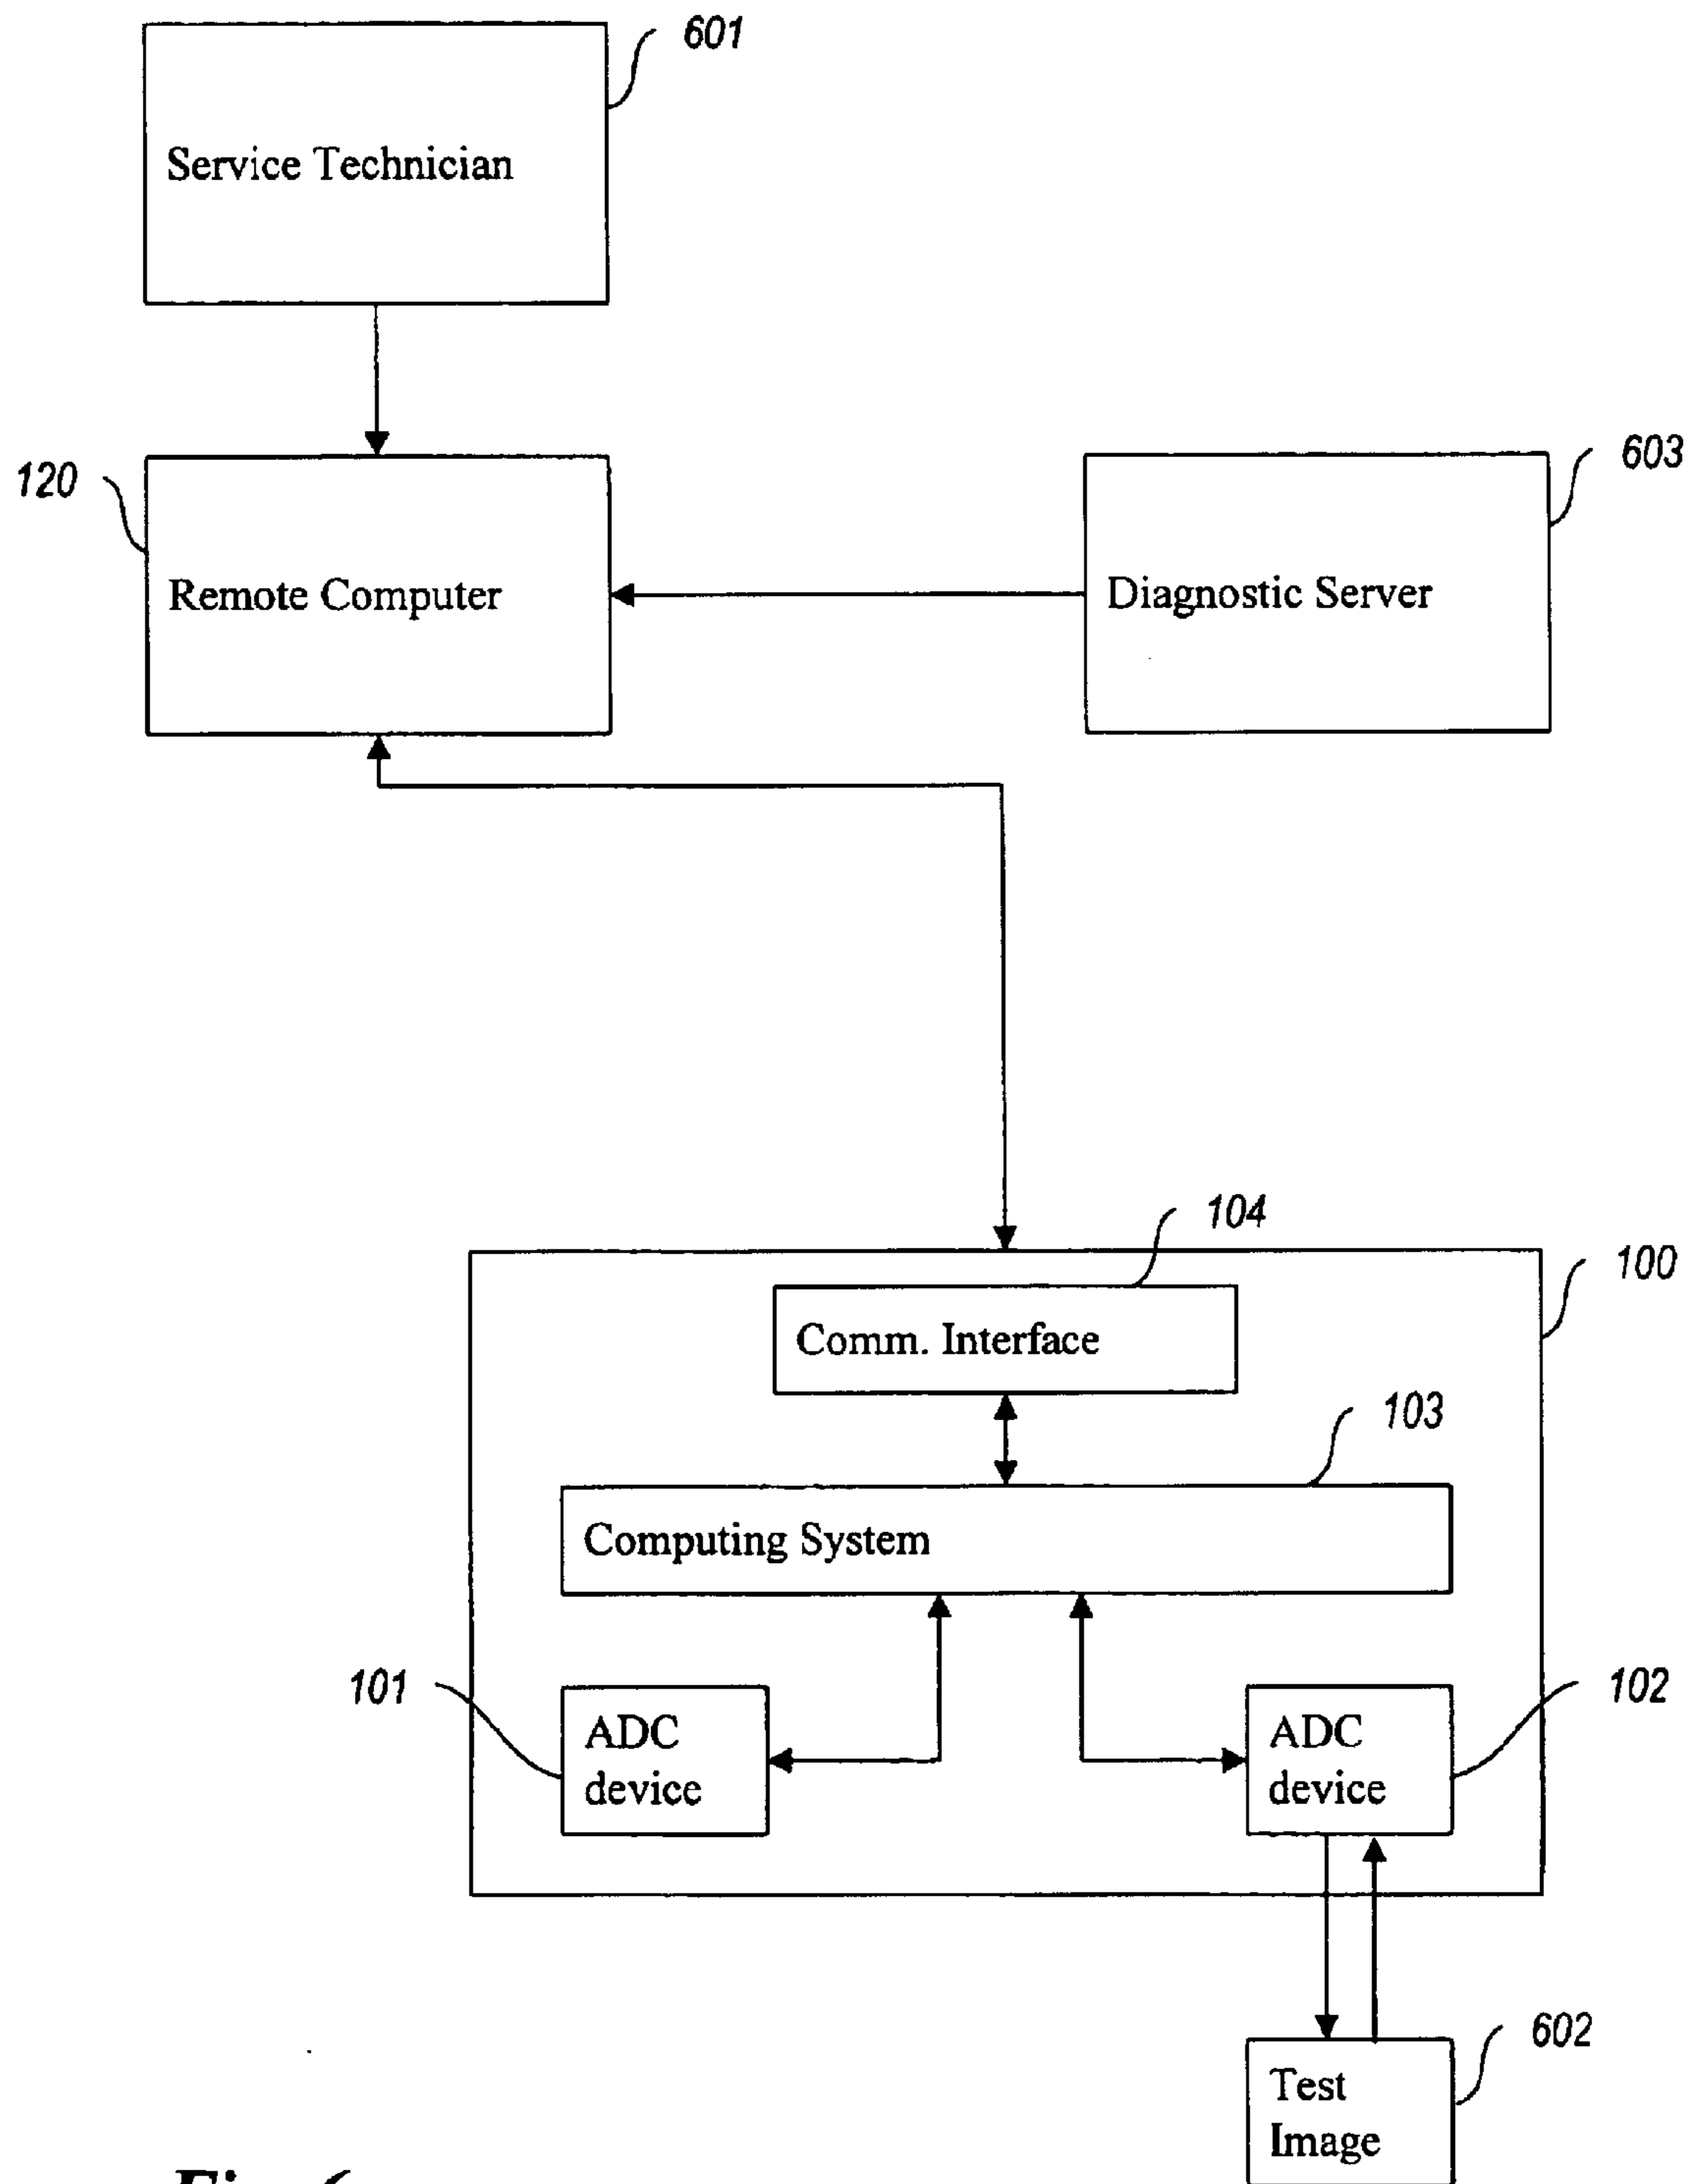 601
Service Technician
120
603
Remote Computer
Diagnostic Server
104
100
Comm. Interface
103
Computing System
101
102
ADC
device
ADC
device
602
Test
Image